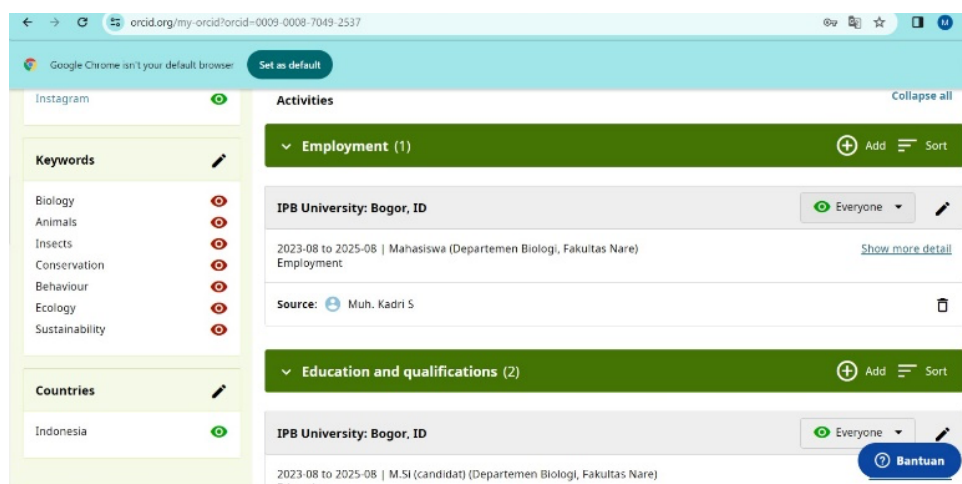 orcid.org/my-orcid?orcid=0009-0008-7049-2537
M
Google Chrome isn't your default browser Set as default
Instagram
Keywords
Biology
Animals
Insects
Conservation
Behaviour
Ecology
Sustainability
Countries
Indonesia
Activities Collapse all
Employment (1) Add Sort
IPB University: Bogor, ID Everyone
2023-08 to 2025-08 | Mahasiswa (Departemen Biologi, Fakultas Nare) Show more detail
Employment
Source: Muh. Kadri S
Education and qualifications (2) Add Sort
IPB University: Bogor, ID Everyone
2023-08 to 2025-08 | M.Si (candidat) (Departemen Biologi, Fakultas Nare)
Bantuan